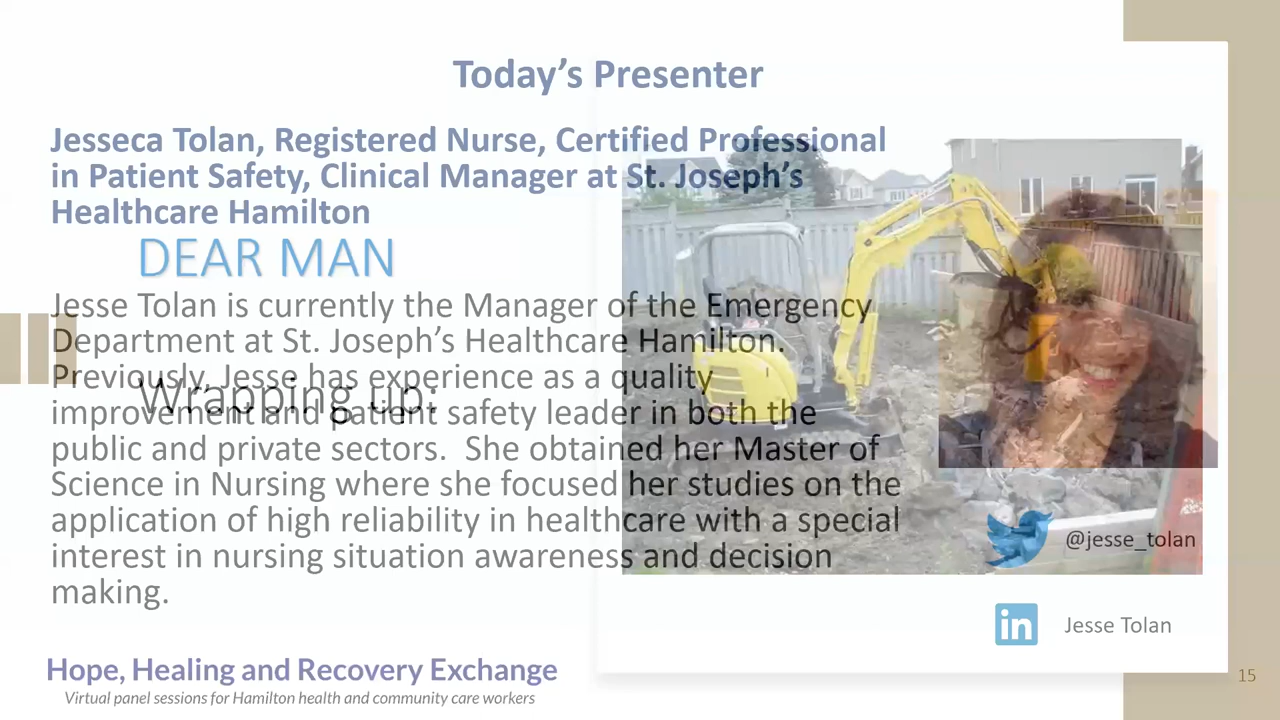 Today's Presenter
Jesseca Tolan, Registered Nurse, Certified Professional
in Patient Safety, Clinical Manager at St. Joseph's
Healthcare Hamilton
DEAR MAN
Jesse Tolan is currently the Manager of the Emergency
Department at St. Joseph's Healthcare Hamilton.
Previously, Jesse has experience as a quality
Wrapping up:
improvement and patient safety leader in both the
public and private sectors. She obtained her Master of
Science in Nursing where she focused her studies on the
application of high reliability in healthcare with a special
interest in nursing situation awareness and decision
making.
@jesse_tolan
in Jesse Tolan
Hope, Healing and Recovery Exchange
Virtual panel sessions for Hamilton health and community care workers
15